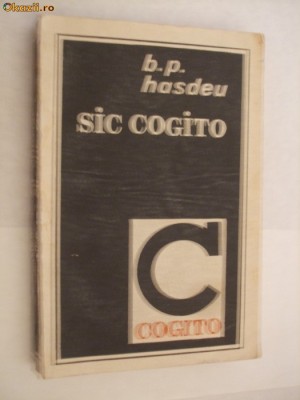 Okazii.ro
b.p.
hasdeu
sic cogito
C
COGITO